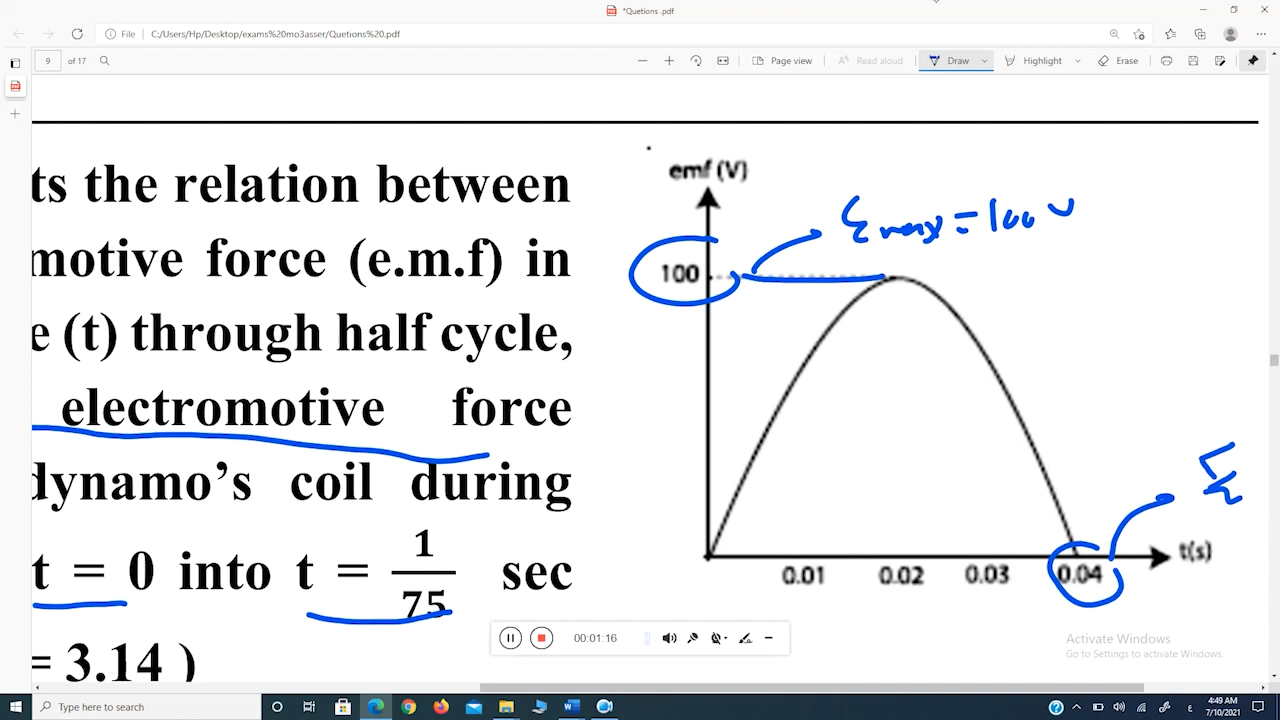 *Quetions .pdf
File C:/Users/Hp/Desktop/exams%20mo3asser/Quetions%20.pdf
9 of 17 Page view Read aloud Draw Highlight Erase
ts the relation between
motive force (e.m.f) in
e (t) through half cycle,
electromotive force
dynamo's coil during
t = 0 into t = 1/75 sec
= 3.14 )
emf (V)
ξmax = 100 V
100
T/2
t(s)
0.01 0.02 0.03 0.04
00:01:16
Activate Windows
Go to Settings to activate Windows.
Type here to search
4:49 AM
7/10/2021